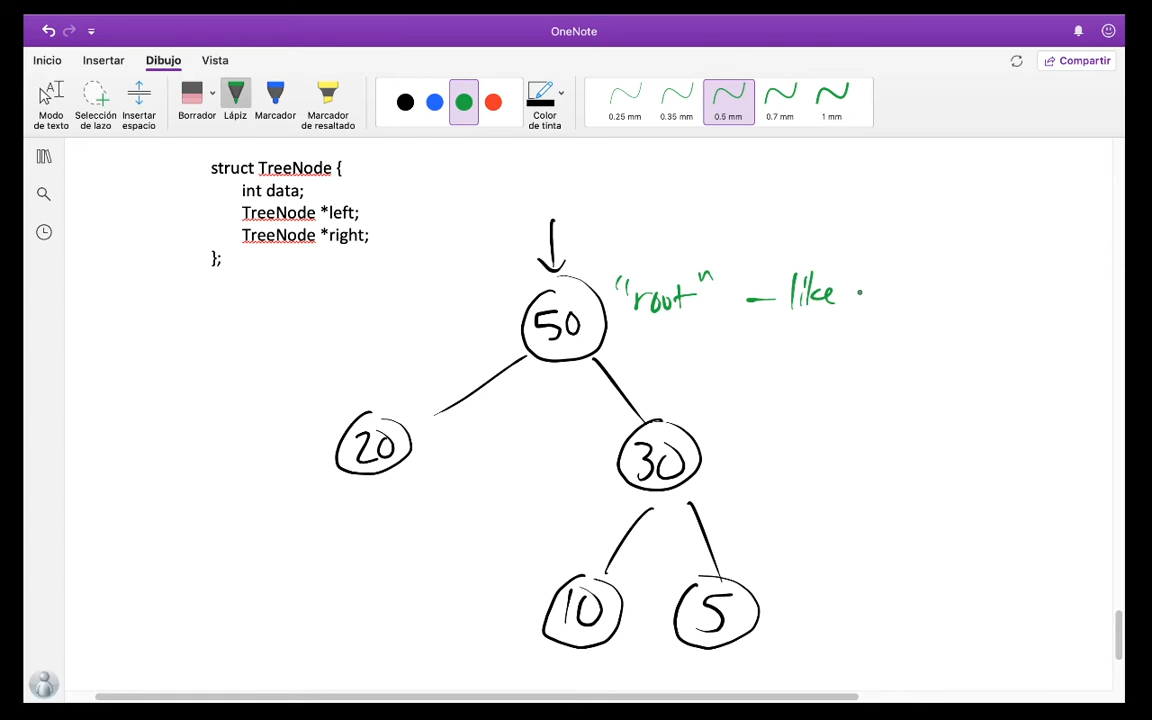 OneNote
Inicio Insertar Dibujo Vista
Compartir
Modo de texto
Selección de lazo
Insertar espacio
Borrador
Lápiz
Marcador
Marcador de resaltado
Color de tinta
0.25 mm
0.35 mm
0.5 mm
0.7 mm
1 mm
struct TreeNode {
int data;
TreeNode *left;
TreeNode *right;
};
"root" — like
50
20
30
10
5